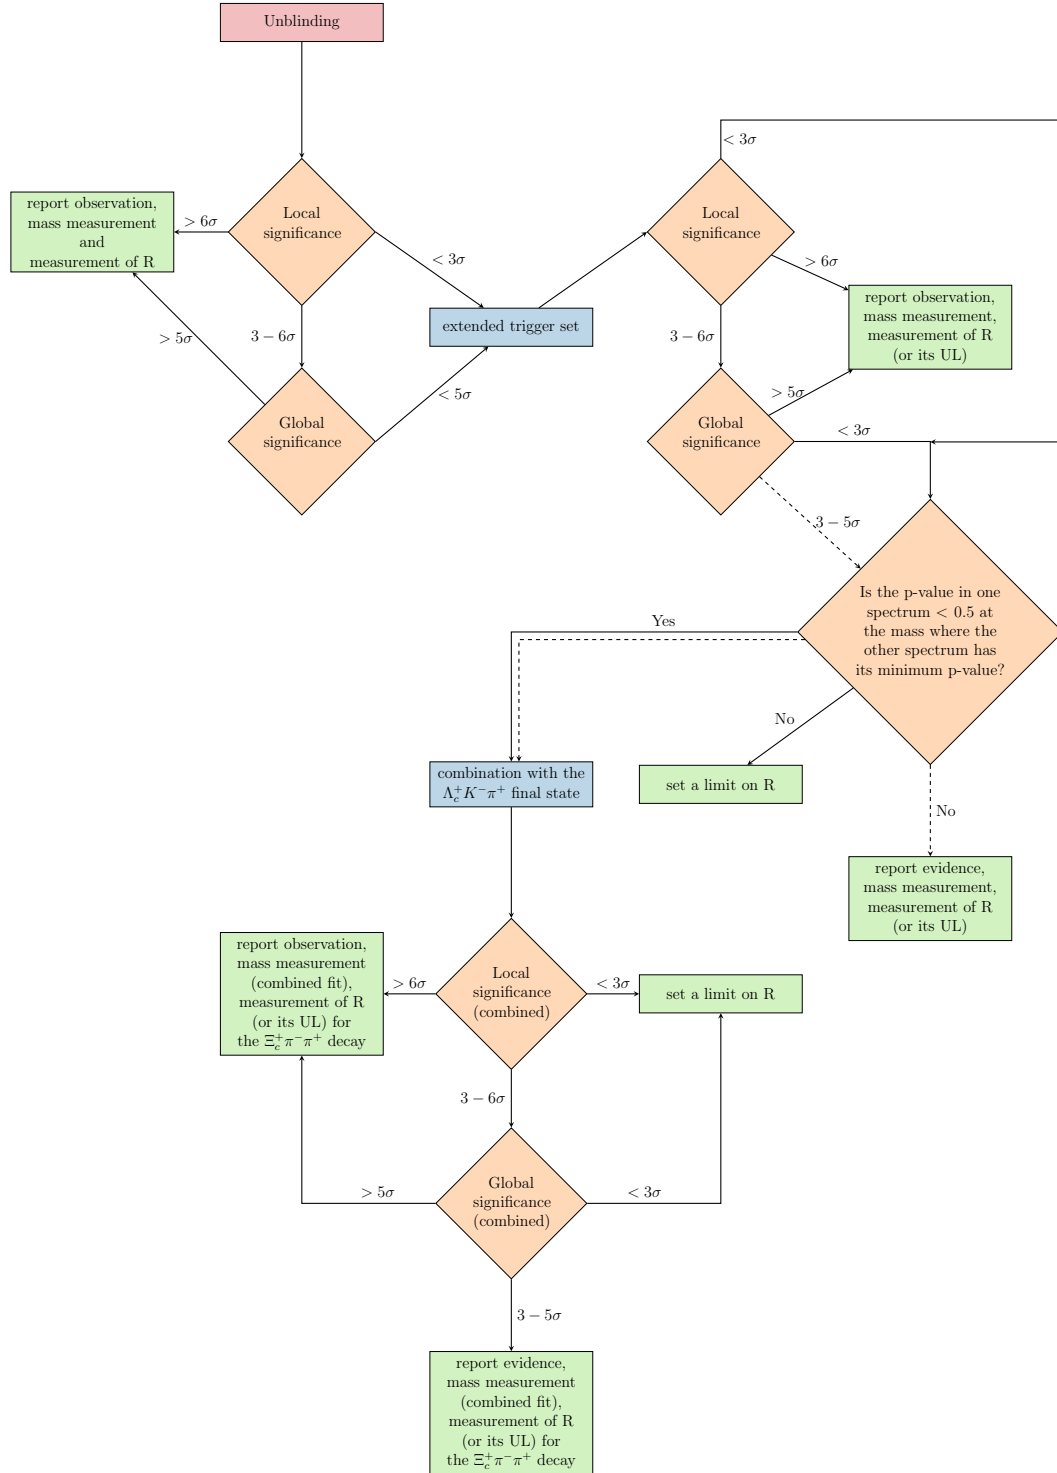 Unblinding
< 3σ
report observation,
mass measurement
and
measurement of R
> 6σ
Local
significance
< 3σ
Local
significance
> 6σ
extended trigger set
report observation,
mass measurement,
measurement of R
(or its UL)
> 5σ
3 − 6σ
3 − 6σ
< 5σ
> 5σ
Global
significance
Global
significance
< 3σ
3 − 5σ
Is the p-value in one
spectrum < 0.5 at
the mass where the
other spectrum has
its minimum p-value?
Yes
No
combination with the
Λc⁺K⁻π⁺ final state
set a limit on R
No
report evidence,
mass measurement,
measurement of R
(or its UL)
report observation,
mass measurement
(combined fit),
measurement of R
(or its UL) for
the Ξc⁺π⁻π⁺ decay
> 6σ
Local
significance
(combined)
< 3σ
set a limit on R
3 − 6σ
> 5σ
Global
significance
(combined)
< 3σ
3 − 5σ
report evidence,
mass measurement
(combined fit),
measurement of R
(or its UL) for
the Ξc⁺π⁻π⁺ decay